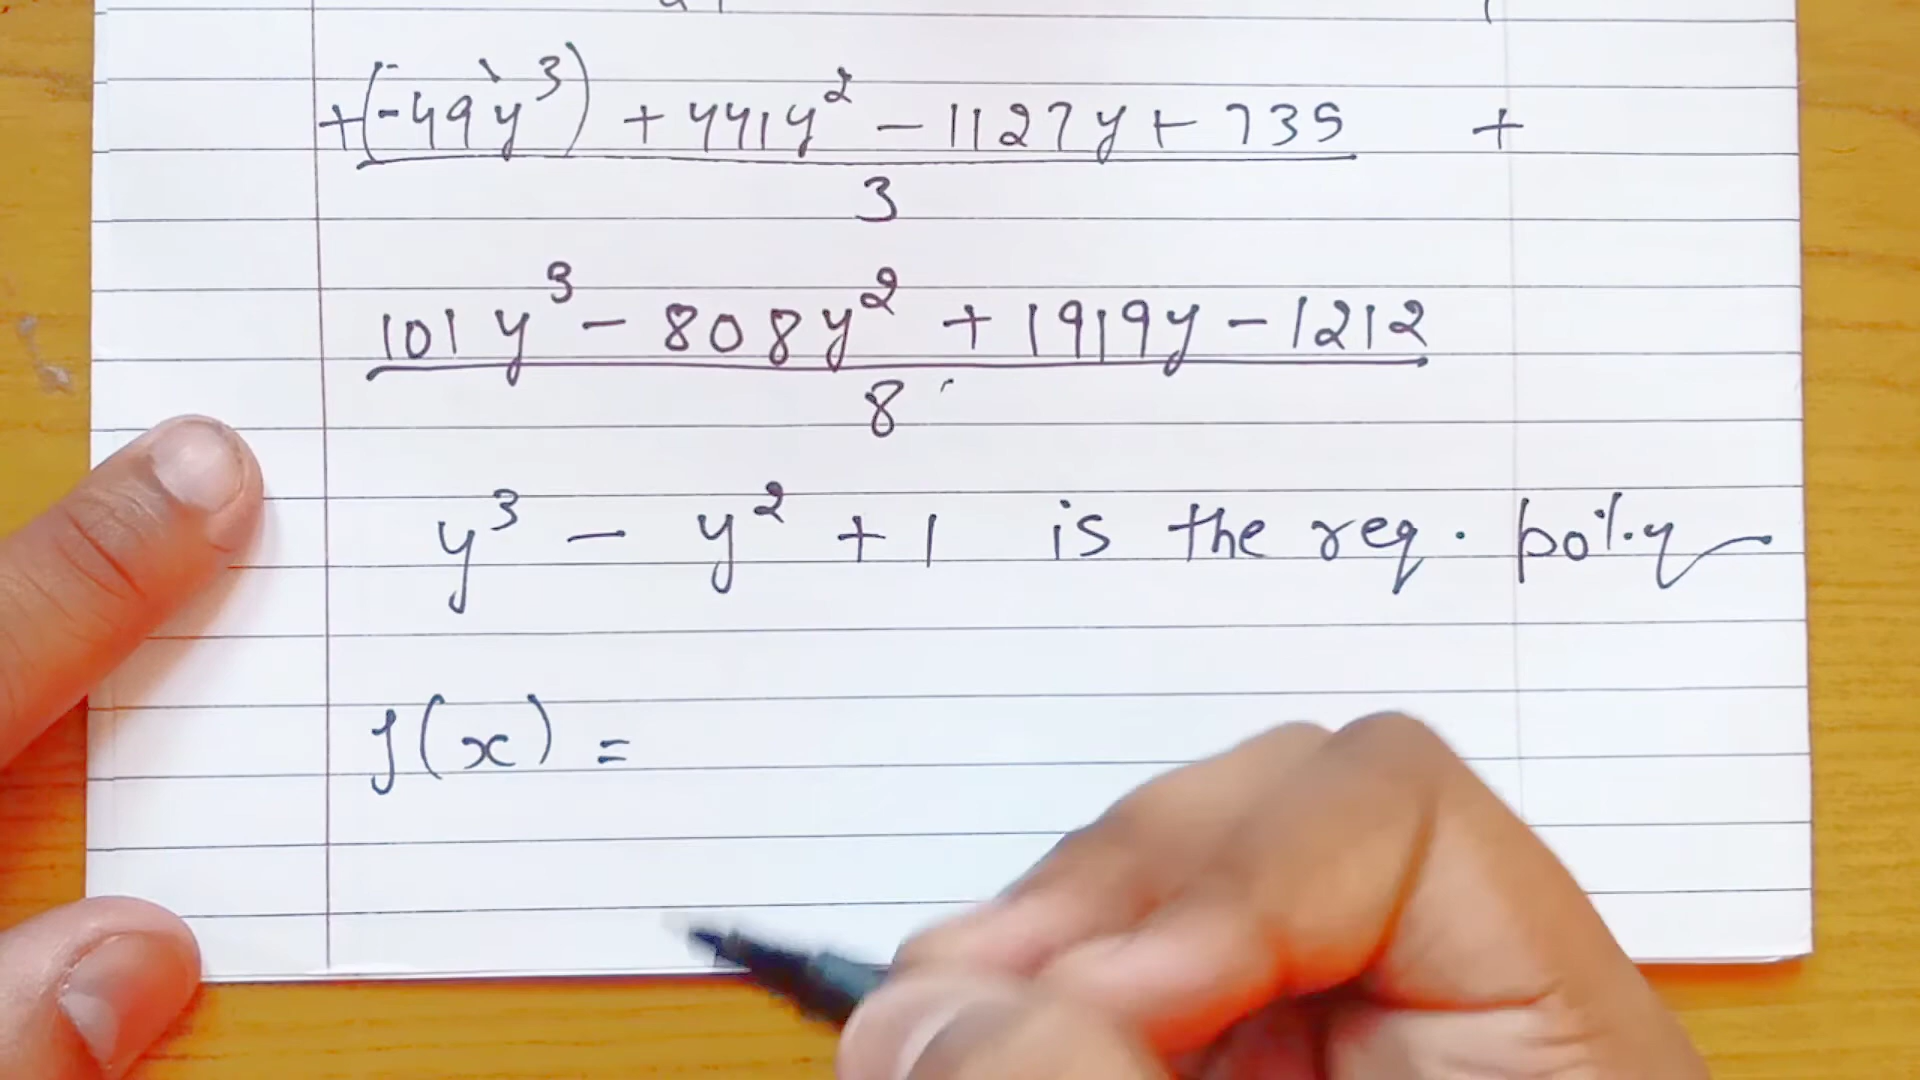 +(-49y³) + 441y² - 1127y + 735 +
3
101y³ - 808y² + 1919y - 1212
8
y³ - y² + 1 is the req. poly
f(x) =